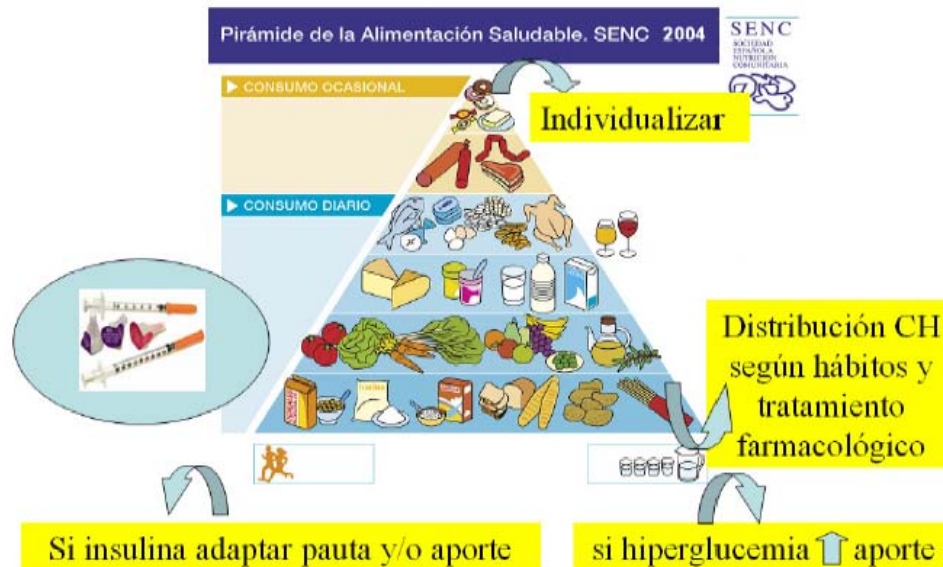 Pirámide de la Alimentación Saludable. SENC 2004
SENC
SOCIEDAD
ESPAÑOLA
NUTRICIÓN
COMUNITARIA
CONSUMO OCASIONAL
Individualizar
CONSUMO DIARIO
Distribución CH
según hábitos y
tratamiento
farmacológico
Si insulina adaptar pauta y/o aporte
si hiperglucemia aporte